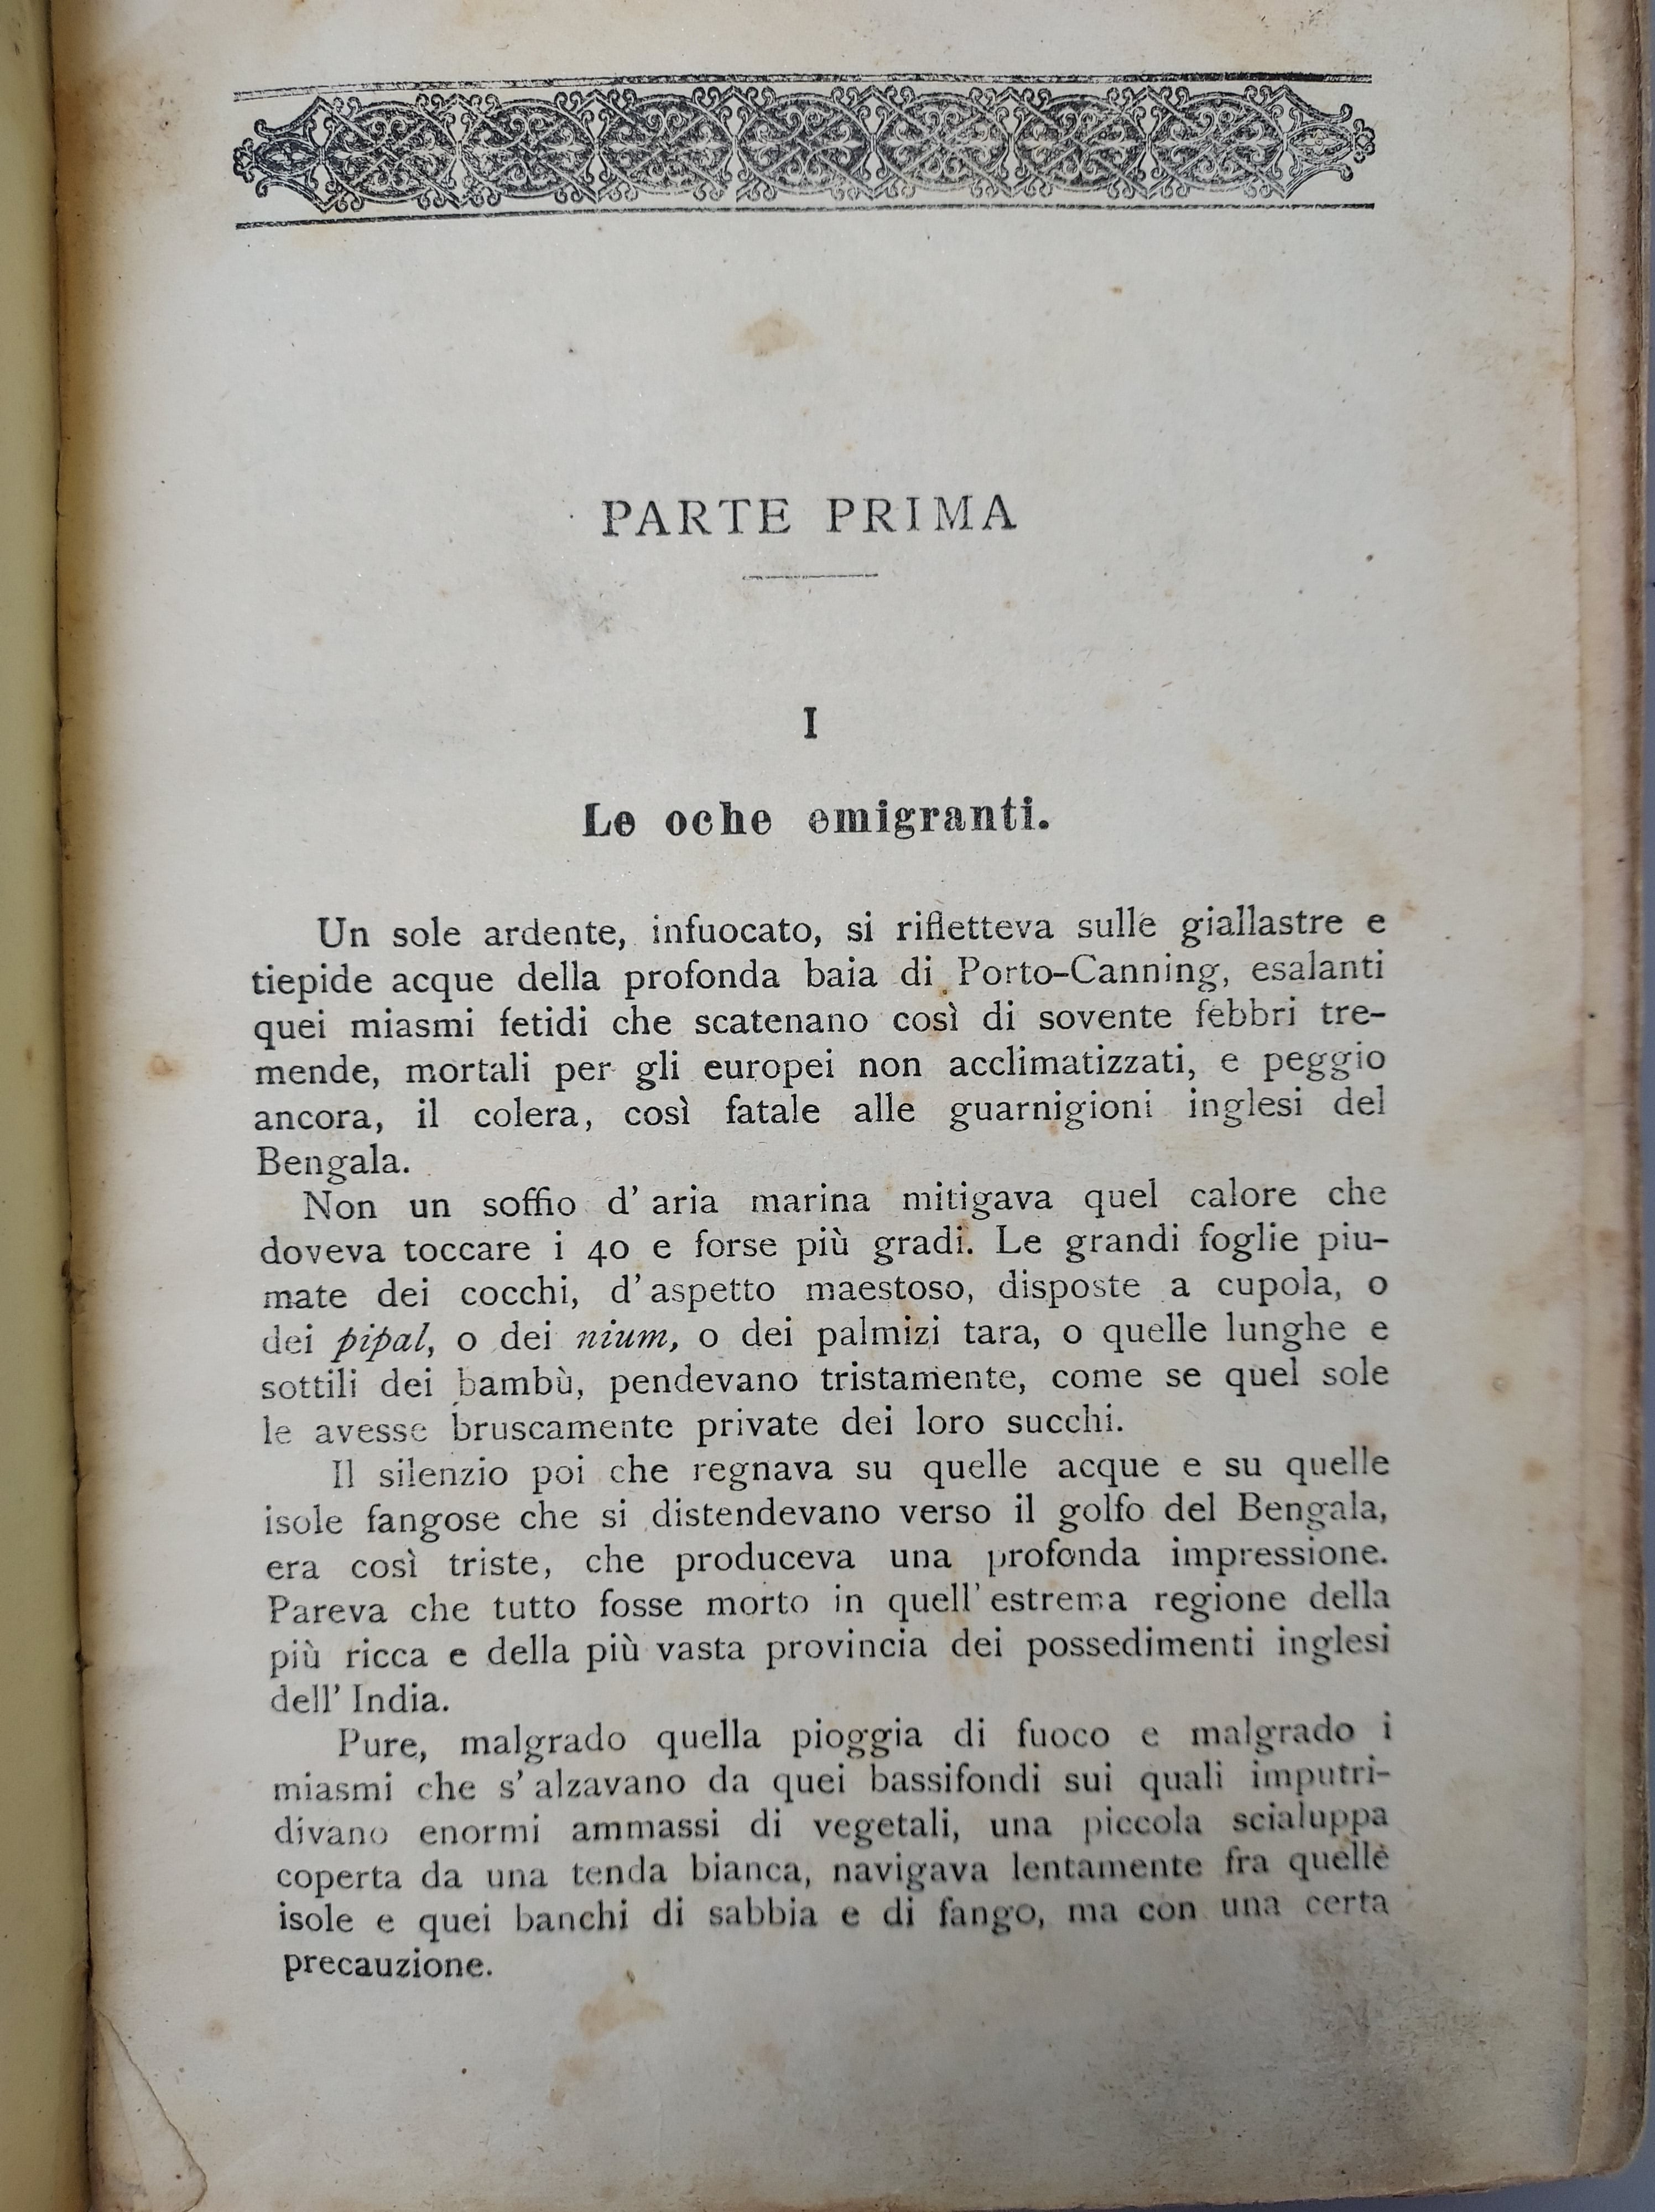 PARTE PRIMA
I
Le oche emigranti.
Un sole ardente, infuocato, si rifletteva sulle giallastre e
tiepide acque della profonda baia di Porto-Canning, esalanti
quei miasmi fetidi che scatenano così di sovente febbri tre-
mende, mortali per gli europei non acclimatizzati, e peggio
ancora, il colera, così fatale alle guarnigioni inglesi del
Bengala.
Non un soffio d' aria marina mitigava quel calore che
doveva toccare i 40 e forse più gradi. Le grandi foglie piu-
mate dei cocchi, d' aspetto maestoso, disposte a cupola, o
dei pipal, o dei nium, o dei palmizi tara, o quelle lunghe e
sottili dei bambù, pendevano tristamente, come se quel sole
le avesse bruscamente private dei loro succhi.
Il silenzio poi che regnava su quelle acque e su quelle
isole fangose che si distendevano verso il golfo del Bengala,
era così triste, che produceva una profonda impressione.
Pareva che tutto fosse morto in quell' estrema regione della
più ricca e della più vasta provincia dei possedimenti inglesi
dell' India.
Pure, malgrado quella pioggia di fuoco e malgrado i
miasmi che s' alzavano da quei bassifondi sui quali imputri-
divano enormi ammassi di vegetali, una piccola scialuppa
coperta da una tenda bianca, navigava lentamente fra quelle
isole e quei banchi di sabbia e di fango, ma con una certa
precauzione.